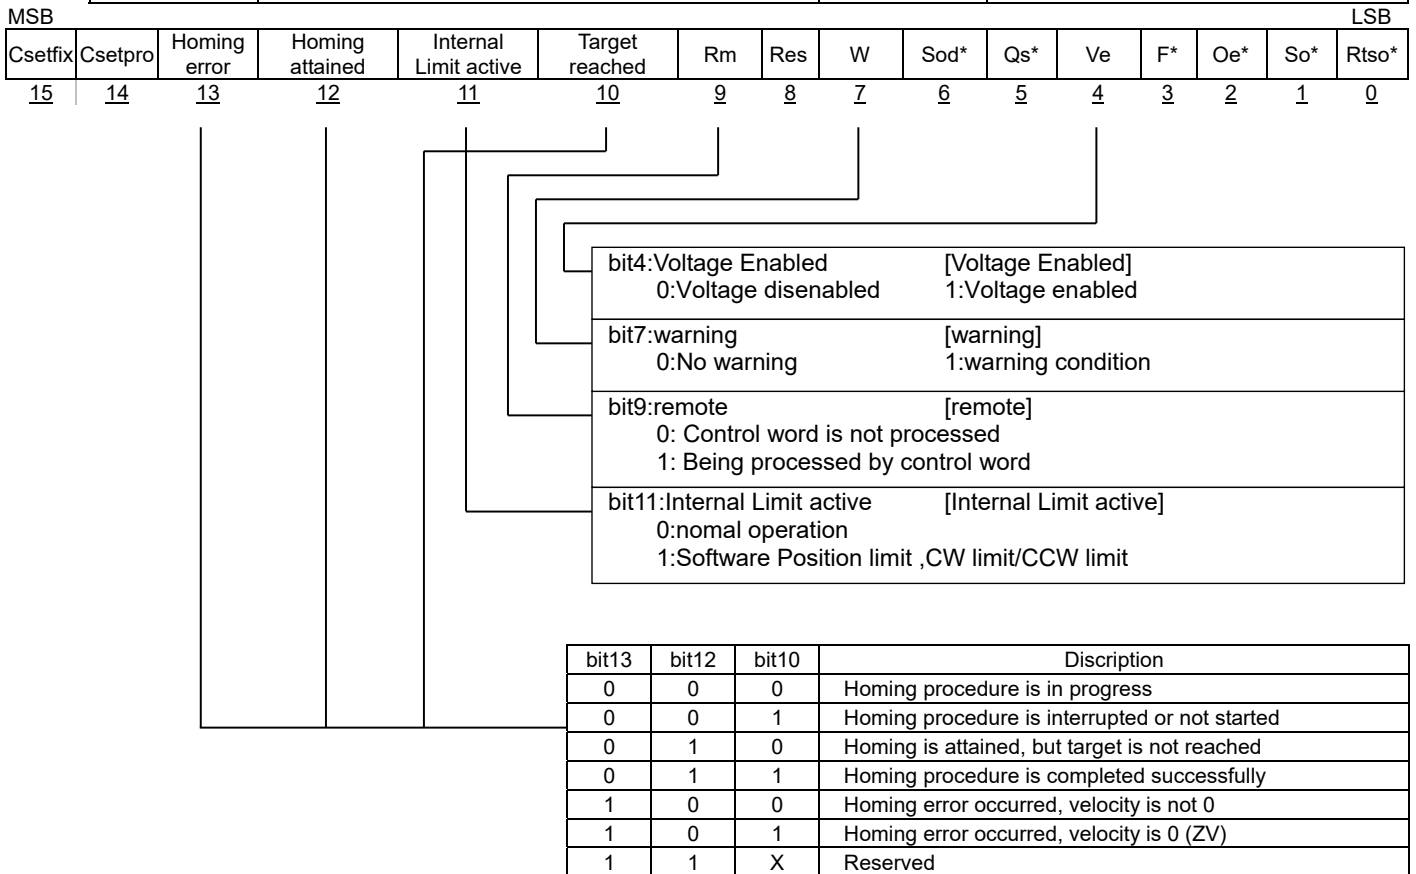 MSB LSB
Csetfix Csetpro Homing error Homing attained Internal Limit active Target reached Rm Res W Sod* Qs* Ve F* Oe* So* Rtso*
15 14 13 12 11 10 9 8 7 6 5 4 3 2 1 0
bit4:Voltage Enabled [Voltage Enabled]
0:Voltage disenabled 1:Voltage enabled
bit7:warning [warning]
0:No warning 1:warning condition
bit9:remote [remote]
0: Control word is not processed
1: Being processed by control word
bit11:Internal Limit active [Internal Limit active]
0:nomal operation
1:Software Position limit ,CW limit/CCW limit
bit13 bit12 bit10 Discription
0 0 0 Homing procedure is in progress
0 0 1 Homing procedure is interrupted or not started
0 1 0 Homing is attained, but target is not reached
0 1 1 Homing procedure is completed successfully
1 0 0 Homing error occurred, velocity is not 0
1 0 1 Homing error occurred, velocity is 0 (ZV)
1 1 X Reserved